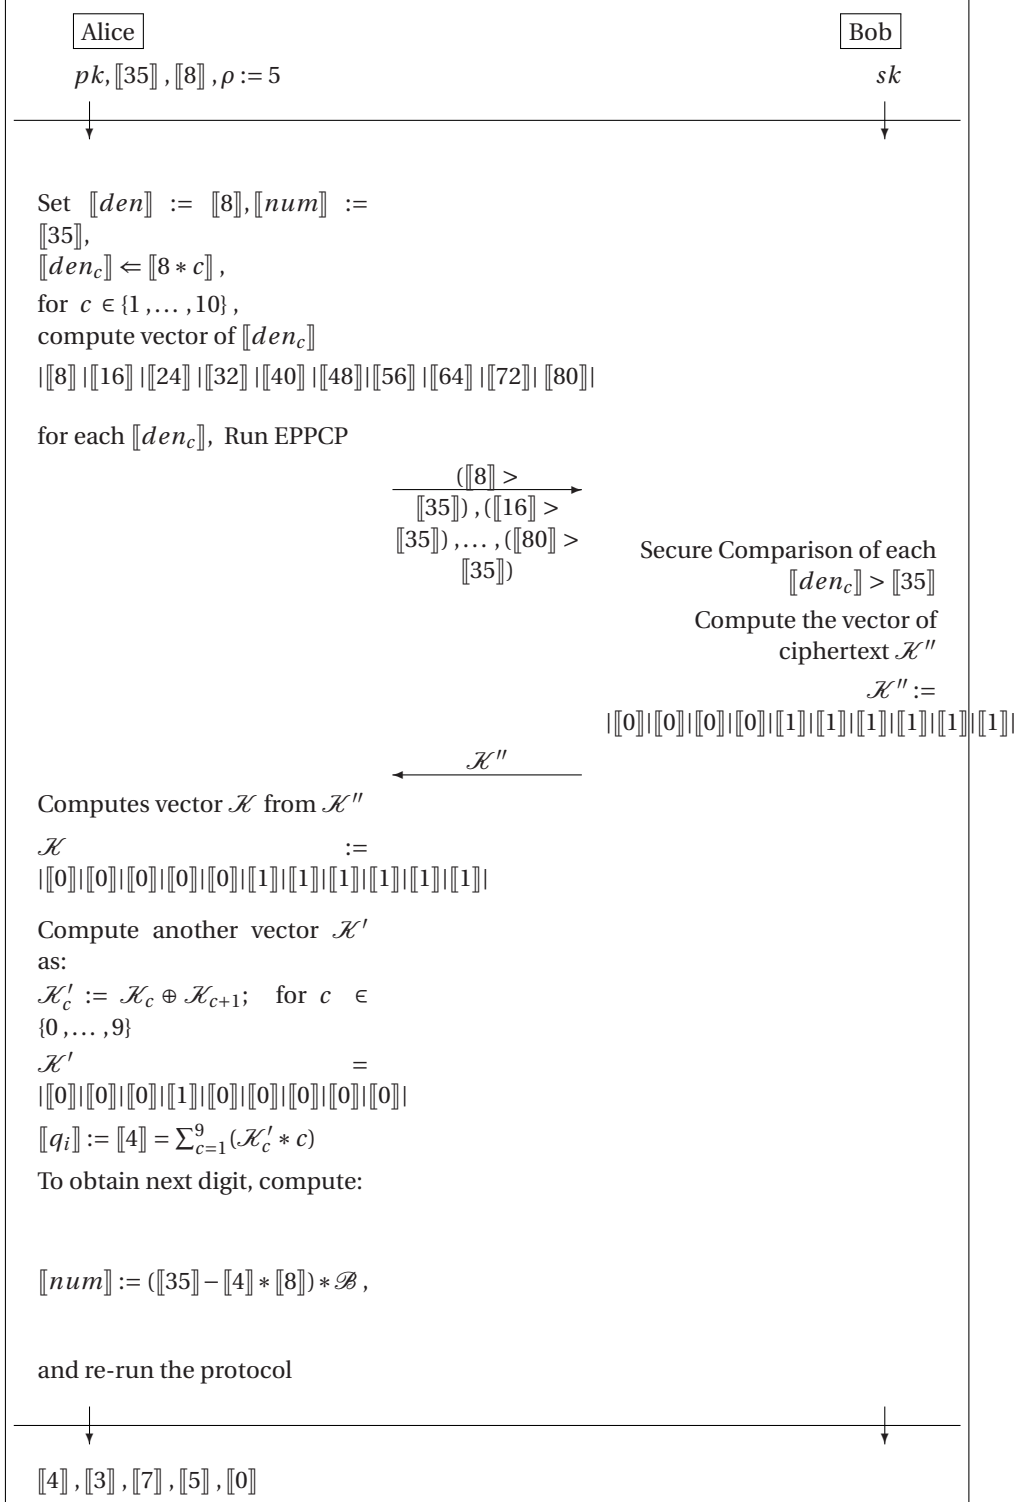 Alice Bob
pk, ⟦35⟧ , ⟦8⟧ , ρ := 5 sk
Set ⟦den⟧ := ⟦8⟧, ⟦num⟧ :=
⟦35⟧,
⟦den_c⟧ ⇐ ⟦8 * c⟧ ,
for c ∈ {1 ,... ,10} ,
compute vector of ⟦den_c⟧
|⟦8⟧ |⟦16⟧ |⟦24⟧ |⟦32⟧ |⟦40⟧ |⟦48⟧|⟦56⟧ |⟦64⟧ |⟦72⟧| ⟦80⟧|
for each ⟦den_c⟧, Run EPPCP
(⟦8⟧ >
⟦35⟧) , (⟦16⟧ >
⟦35⟧) ,... , (⟦80⟧ >
⟦35⟧)
Secure Comparison of each
⟦den_c⟧ > ⟦35⟧
Compute the vector of
ciphertext 𝒦′′
𝒦′′ :=
|⟦0⟧|⟦0⟧|⟦0⟧|⟦0⟧|⟦1⟧|⟦1⟧|⟦1⟧|⟦1⟧|⟦1⟧|⟦1⟧|
𝒦′′
Computes vector 𝒦 from 𝒦′′
𝒦 :=
|⟦0⟧|⟦0⟧|⟦0⟧|⟦0⟧|⟦0⟧|⟦1⟧|⟦1⟧|⟦1⟧|⟦1⟧|⟦1⟧|⟦1⟧|
Compute another vector 𝒦′
as:
𝒦′_c := 𝒦_c ⊕ 𝒦_{c+1}; for c ∈
{0 ,... ,9}
𝒦′ =
|⟦0⟧|⟦0⟧|⟦0⟧|⟦1⟧|⟦0⟧|⟦0⟧|⟦0⟧|⟦0⟧|⟦0⟧|
⟦q_i⟧ := ⟦4⟧ = ∑_{c=1}^{9}(𝒦′_c * c)
To obtain next digit, compute:
⟦num⟧ := (⟦35⟧ − ⟦4⟧ * ⟦8⟧) * ℬ ,
and re-run the protocol
⟦4⟧ , ⟦3⟧ , ⟦7⟧ , ⟦5⟧ , ⟦0⟧